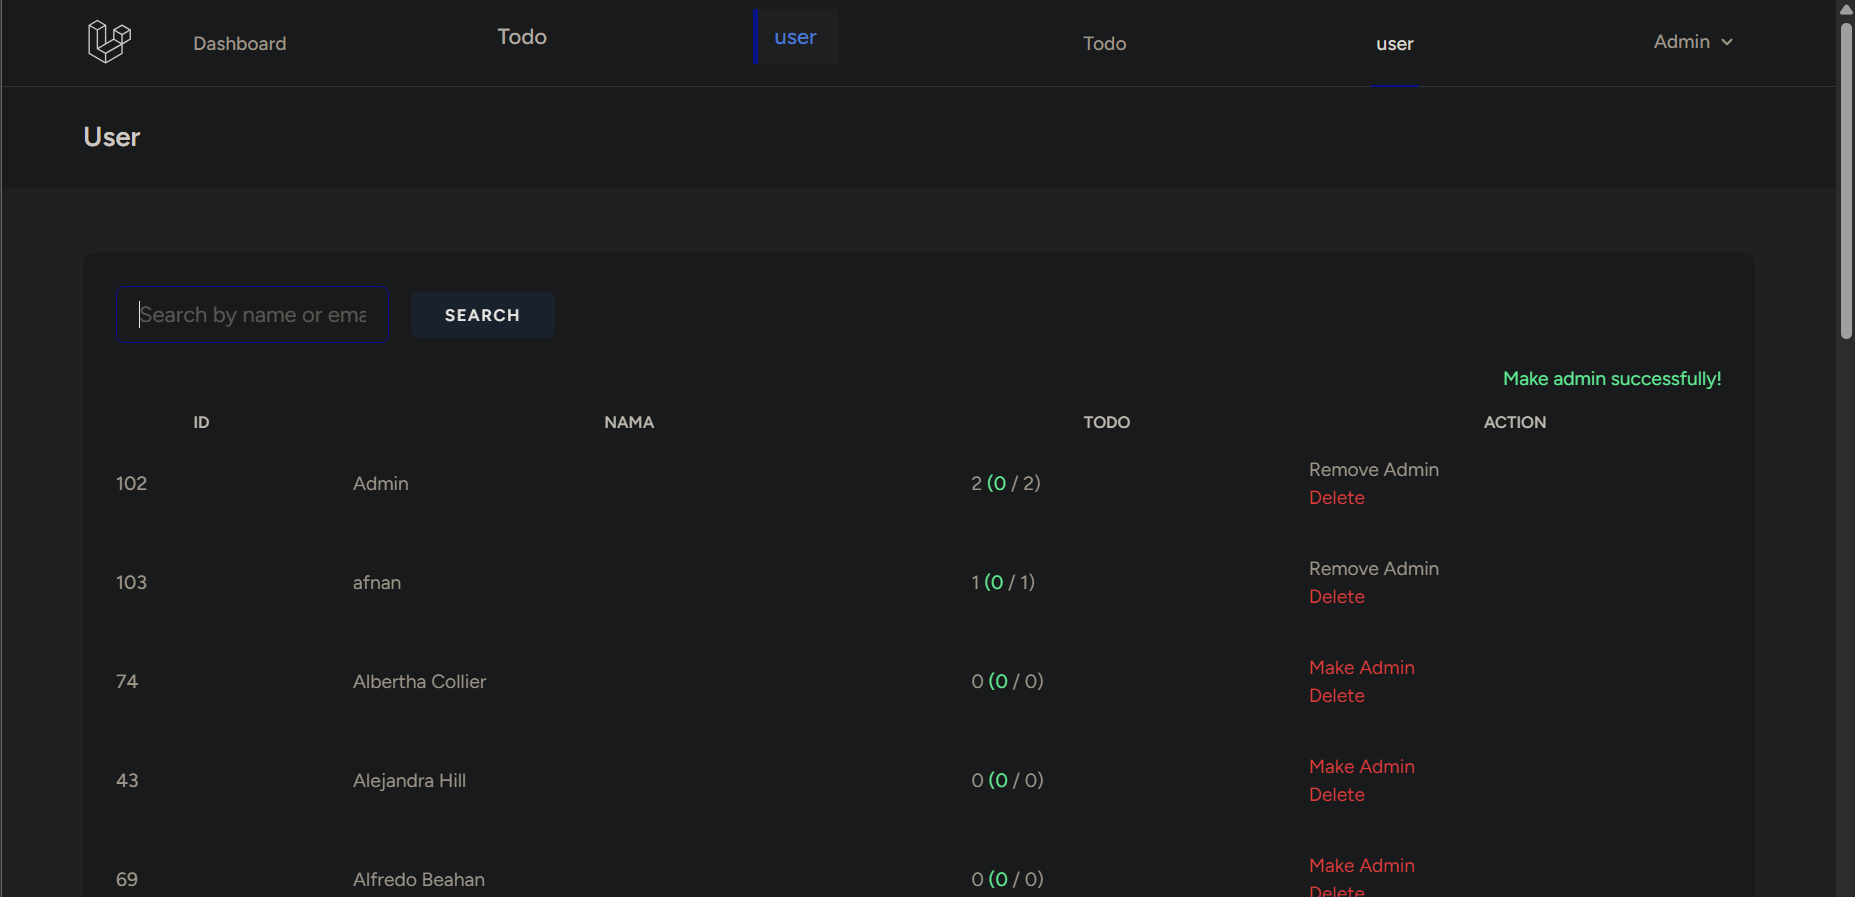 Dashboard Todo user Todo user Admin
User
Search by name or ema SEARCH
Make admin successfully!
ID NAMA TODO ACTION
102 Admin 2 (0 / 2) Remove Admin
Delete
103 afnan 1 (0 / 1) Remove Admin
Delete
74 Albertha Collier 0 (0 / 0) Make Admin
Delete
43 Alejandra Hill 0 (0 / 0) Make Admin
Delete
69 Alfredo Beahan 0 (0 / 0) Make Admin
Delete